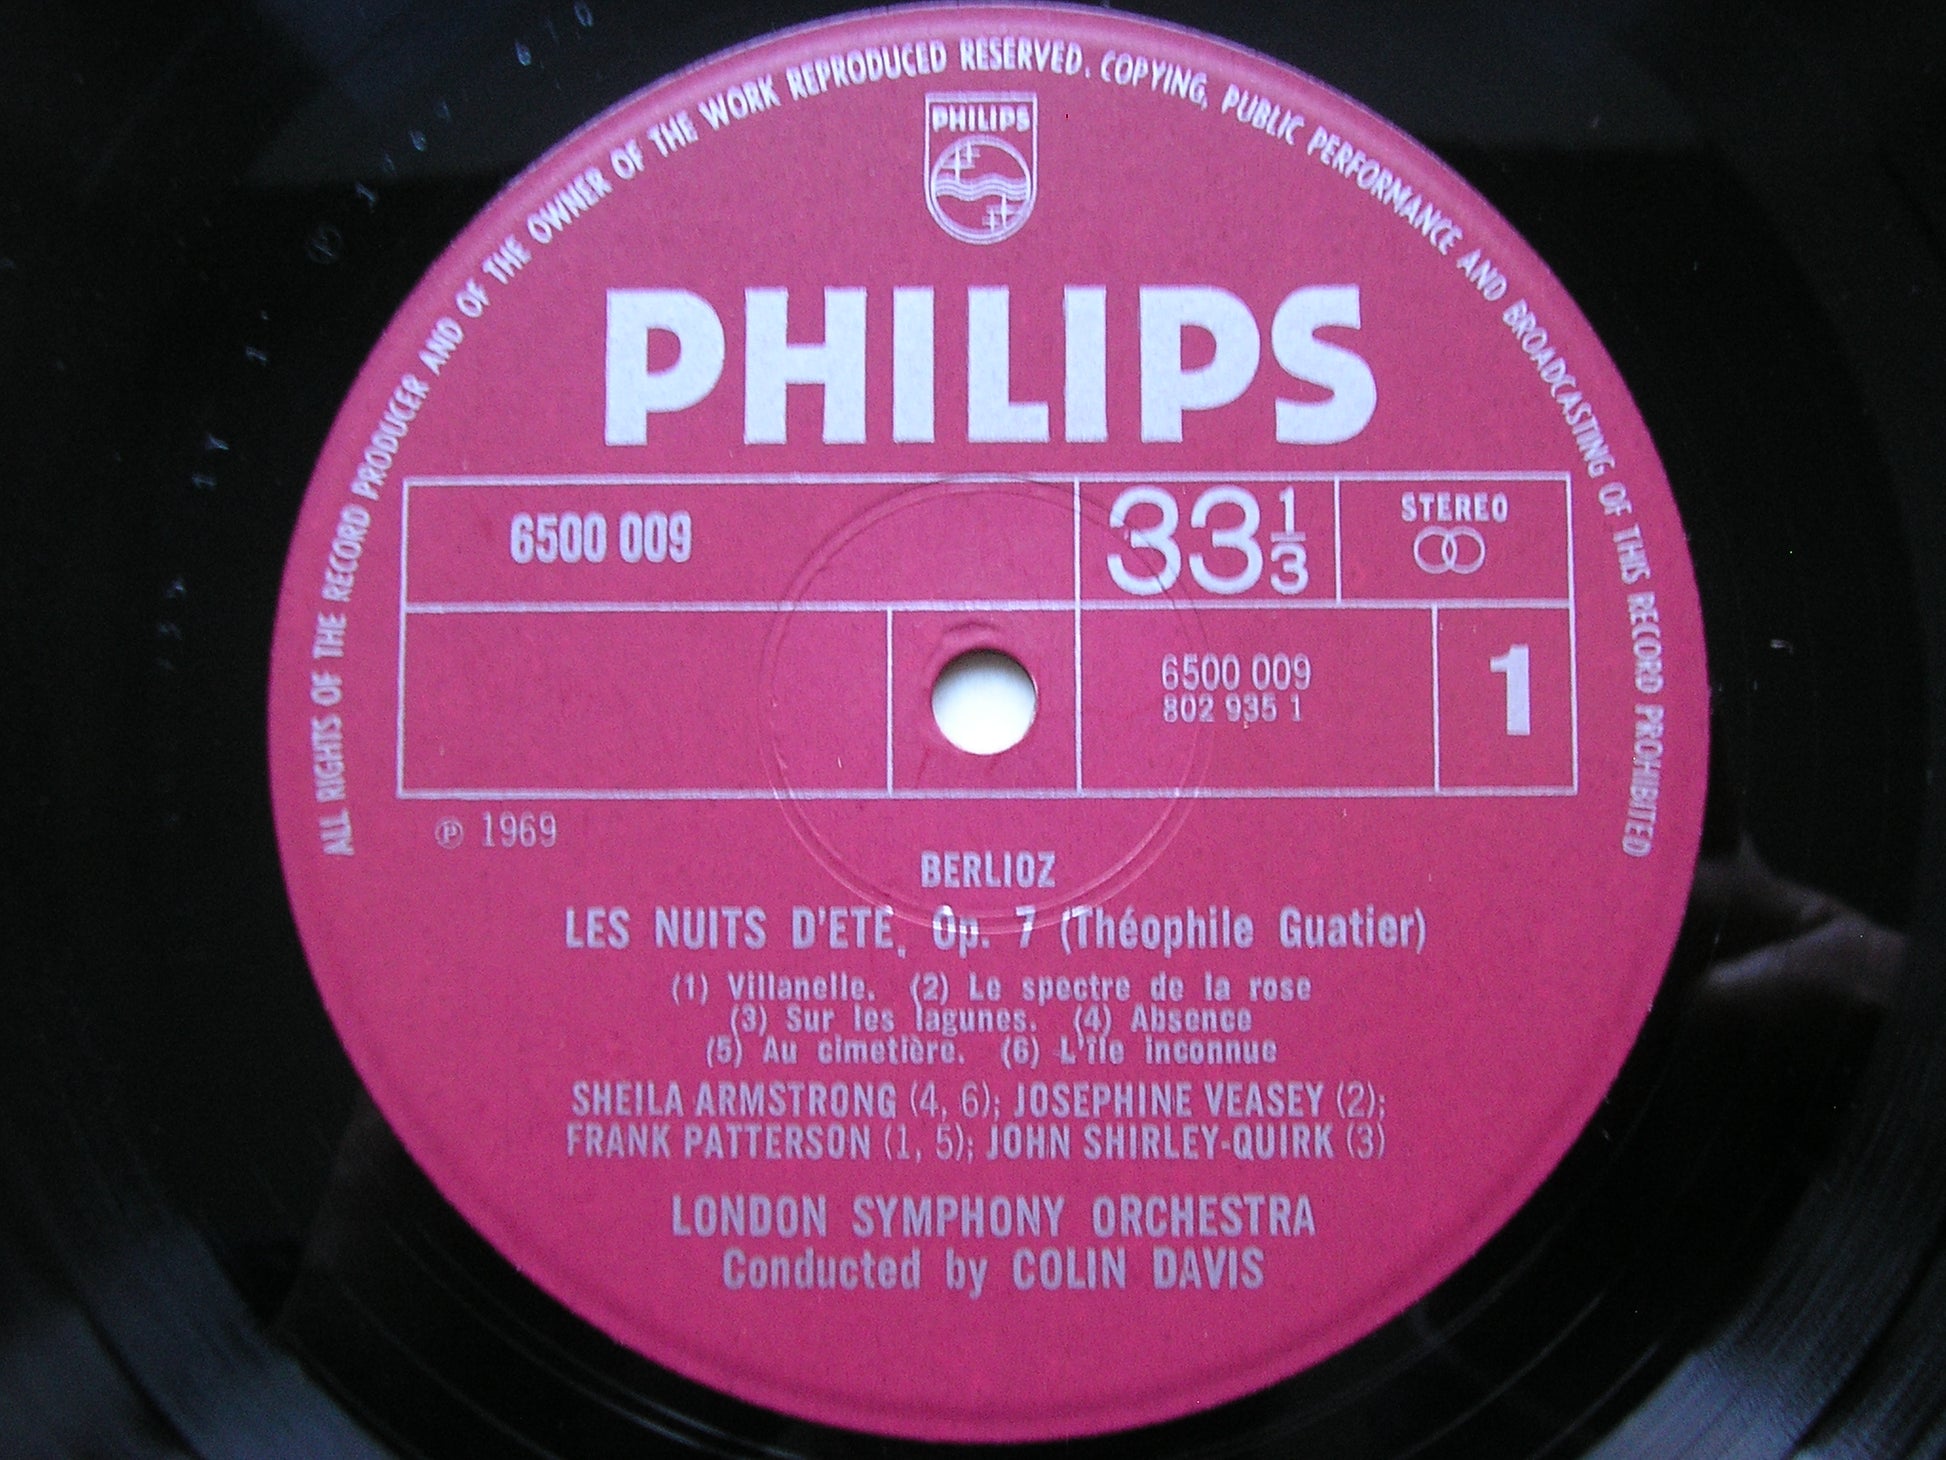 ALL RIGHTS OF THE RECORD PRODUCER AND OF THE OWNER OF THE WORK REPRODUCED RESERVED. COPYING, PUBLIC PERFORMANCE AND BROADCASTING OF THIS RECORD PROHIBITED
PHILIPS
PHILIPS
6500 009
33 1/3
STEREO
6500 009
802 935 1
1
℗ 1969
BERLIOZ
LES NUITS D'ETE, Op. 7 (Théophile Guatier)
(1) Villanelle. (2) Le spectre de la rose
(3) Sur les lagunes. (4) Absence
(5) Au cimetière. (6) L'île inconnue
SHEILA ARMSTRONG (4, 6); JOSEPHINE VEASEY (2);
FRANK PATTERSON (1, 5); JOHN SHIRLEY-QUIRK (3)
LONDON SYMPHONY ORCHESTRA
Conducted by COLIN DAVIS